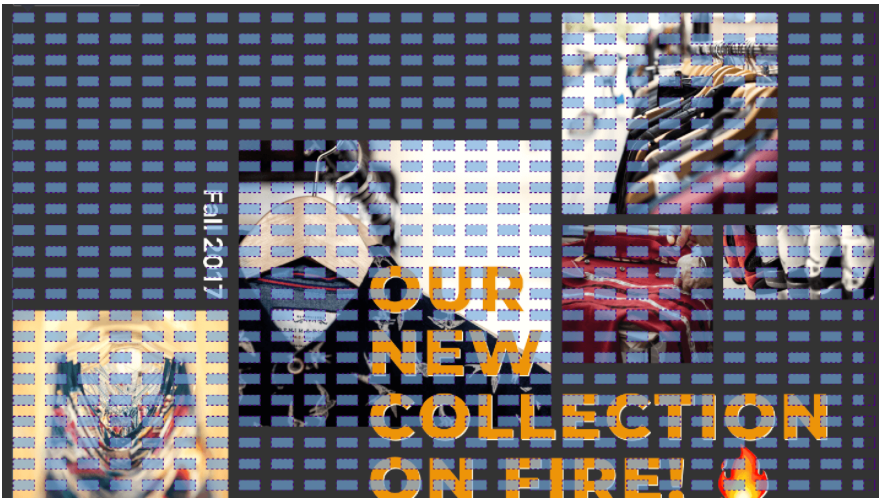 Fall 2017
OUR
NEW
COLLECTION
ON FIRE! 🔥